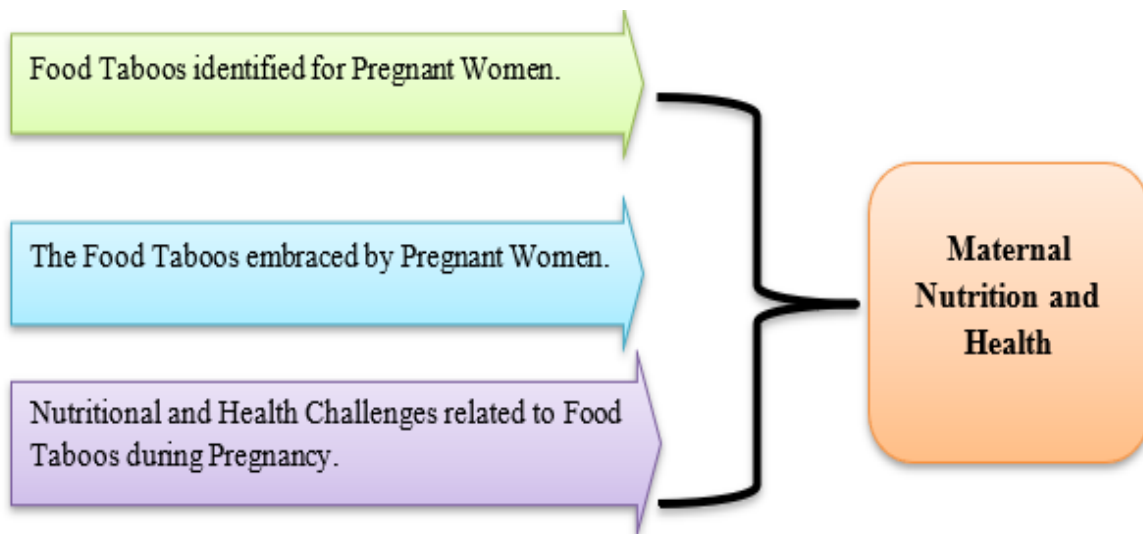 Food Taboos identified for Pregnant Women.
The Food Taboos embraced by Pregnant Women.
Nutritional and Health Challenges related to Food
Taboos during Pregnancy.
Maternal
Nutrition and
Health